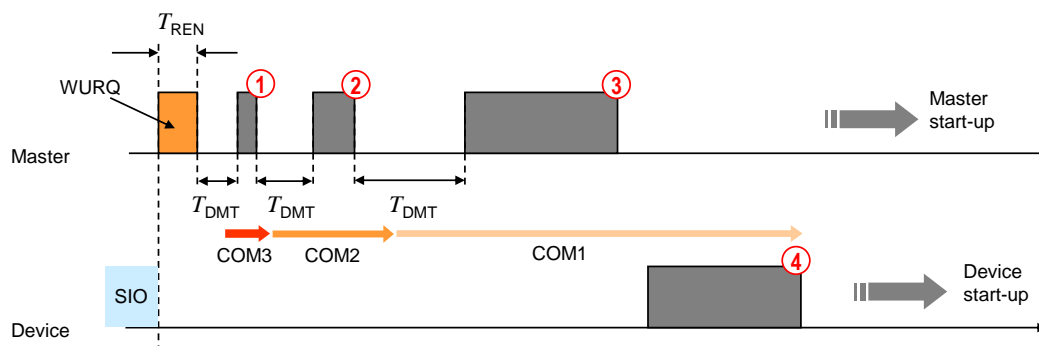 TREN
WURQ
1
2
3
Master
start-up
Master
TDMT
TDMT
TDMT
COM3
COM2
COM1
4
SIO
Device
start-up
Device